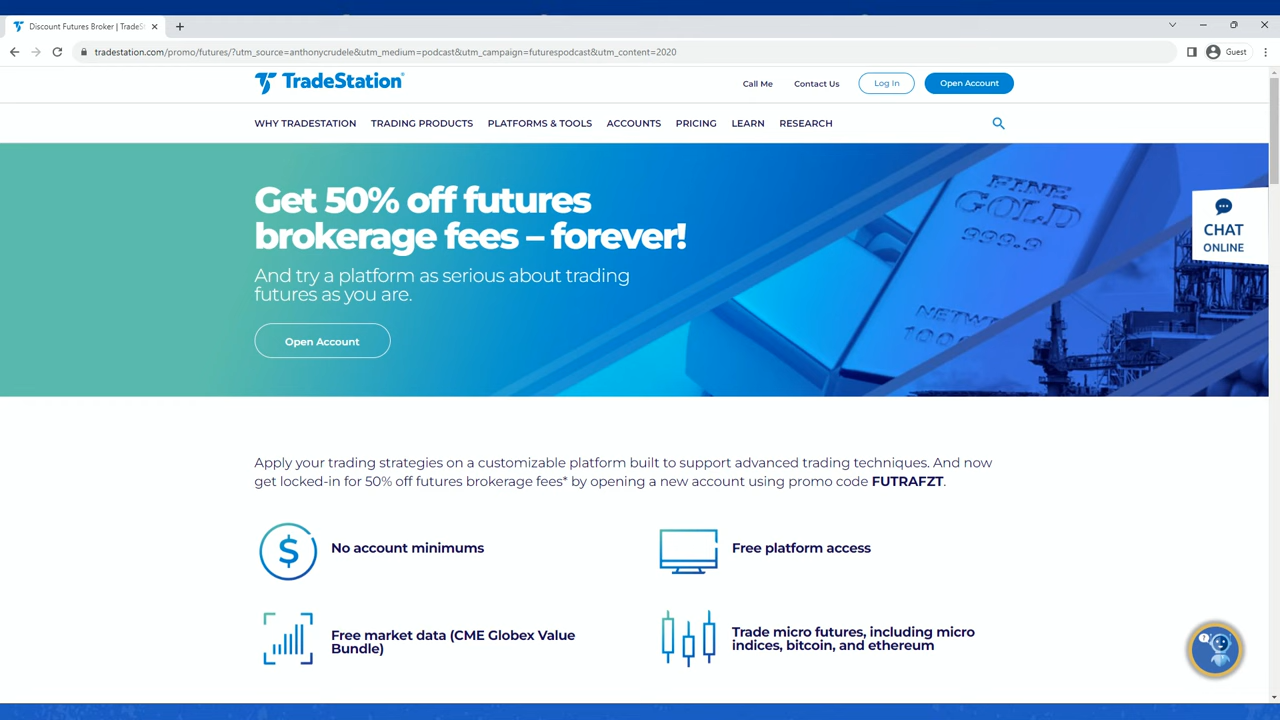 Discount Futures Broker | TradeSt
tradestation.com/promo/futures/?utm_source=anthonycrudele&utm_medium=podcast&utm_campaign=futurespodcast&utm_content=2020
Guest
TradeStation®
Call Me
Contact Us
Log In
Open Account
WHY TRADESTATION
TRADING PRODUCTS
PLATFORMS & TOOLS
ACCOUNTS
PRICING
LEARN
RESEARCH
Get 50% off futures
brokerage fees – forever!
And try a platform as serious about trading
futures as you are.
Open Account
FINE
GOLD
999.9
CHAT
ONLINE
Apply your trading strategies on a customizable platform built to support advanced trading techniques. And now
get locked-in for 50% off futures brokerage fees* by opening a new account using promo code FUTRAFZT.
$
No account minimums
Free platform access
Free market data (CME Globex Value
Bundle)
Trade micro futures, including micro
indices, bitcoin, and ethereum
?